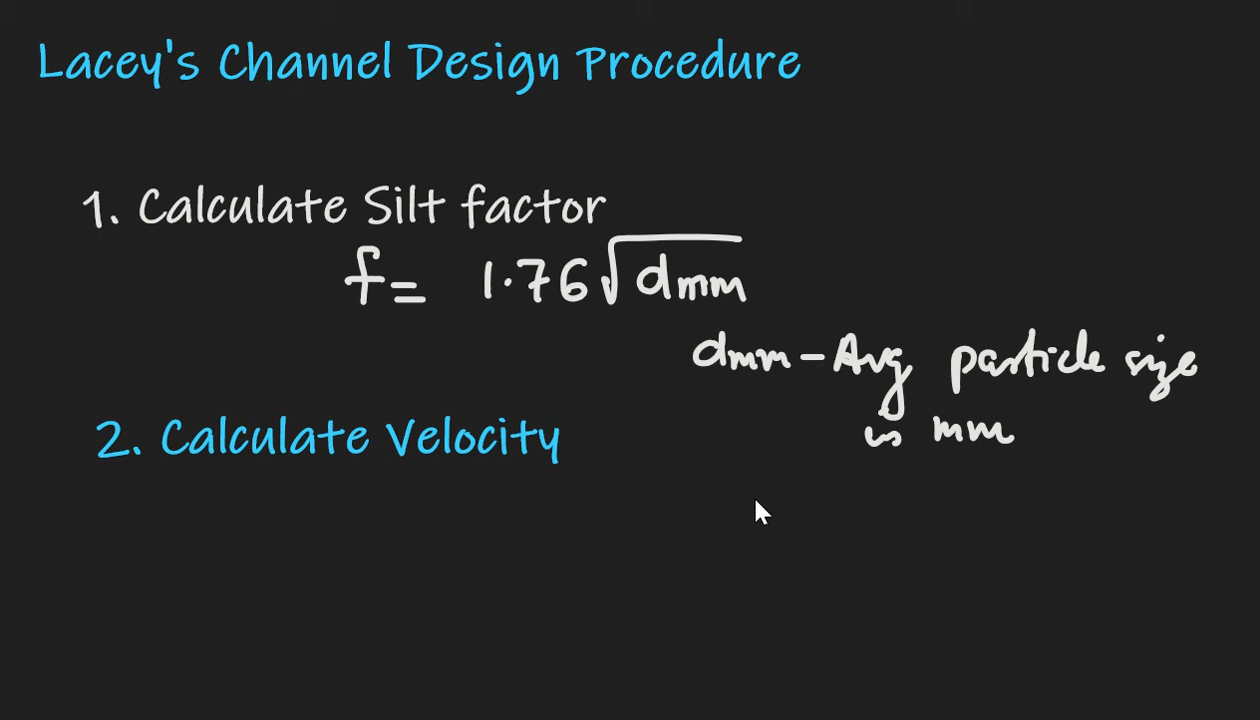 Lacey's Channel Design Procedure
1. Calculate Silt factor
f = 1.76√dmm
dmm - Avg particle size
in mm
2. Calculate Velocity